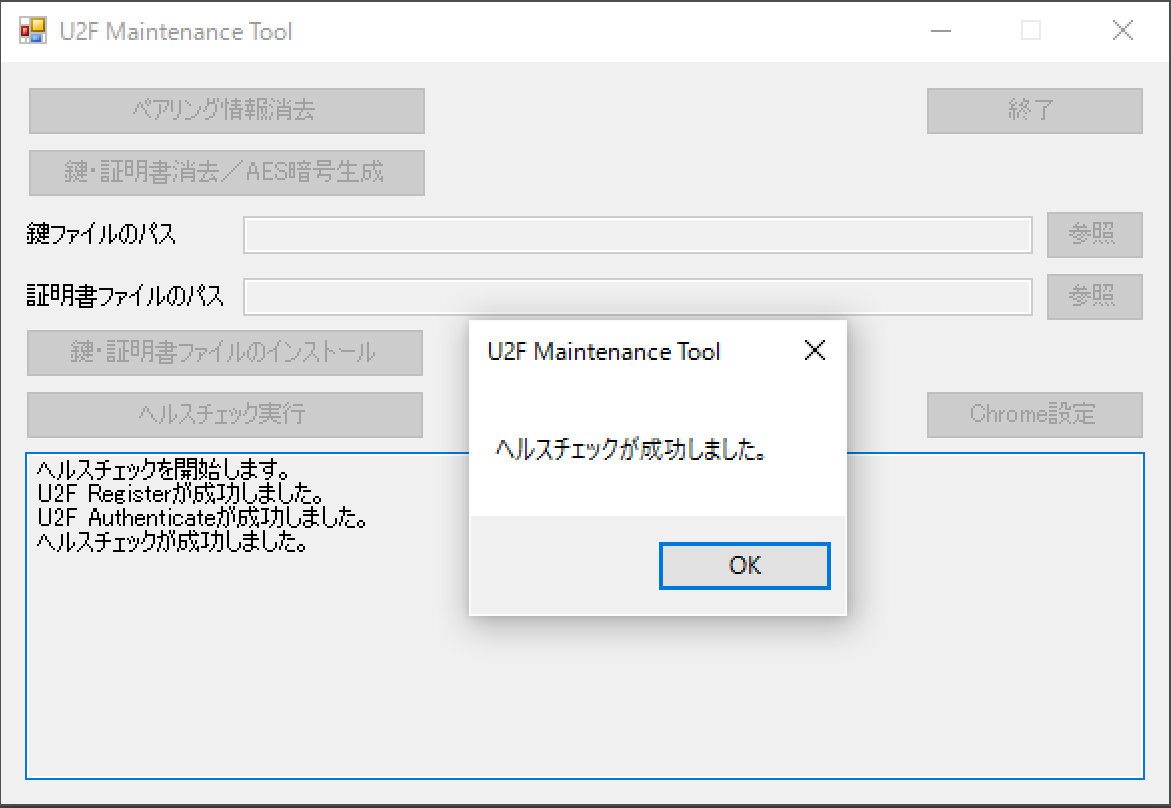 U2F Maintenance Tool
ペアリング情報消去
終了
鍵・証明書消去／AES暗号生成
鍵ファイルのパス
参照
証明書ファイルのパス
参照
鍵・証明書ファイルのインストール
ヘルスチェック実行
Chrome設定
ヘルスチェックを開始します。
U2F Registerが成功しました。
U2F Authenticateが成功しました。
ヘルスチェックが成功しました。
U2F Maintenance Tool
ヘルスチェックが成功しました。
OK